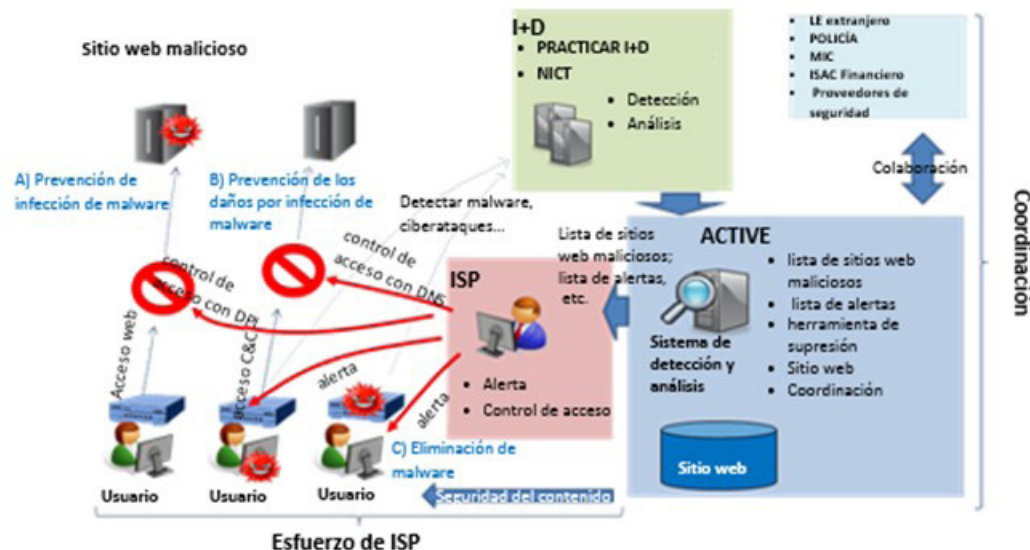 Sitio web malicioso
I+D
PRACTICAR I+D
NICT
Detección
Análisis
LE extranjero
POLICÍA
MIC
ISAC Financiero
Proveedores de
seguridad
Colaboración
Coordinación
A) Prevención de
infección de malware
B) Prevención de los
daños por infección de
malware
Detectar malware,
ciberataques...
control de
acceso con DNS
control de
acceso con DPI
Acceso web
acceso C&C
alerta
alerta
Lista de sitios
web maliciosos;
lista de alertas,
etc.
ISP
Alerta
Control de acceso
ACTIVE
lista de sitios web
maliciosos
lista de alertas
herramienta de
supresión
Sitio web
Coordinación
Sistema de
detección y
análisis
Sitio web
C) Eliminación de
malware
Usuario
Usuario
Usuario
Seguridad del contenido
Esfuerzo de ISP